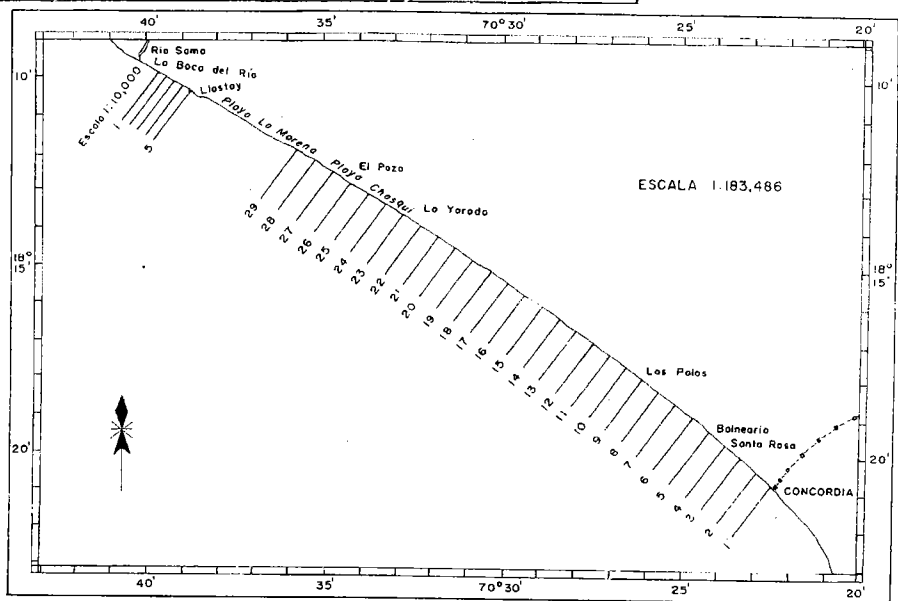 40' 35' 70° 30' 25' 20'
10' 10'
Rio Sama
La Boca del Río
Llostay
Escala 1:10,000
1
5
Playa La Morena
Playa Chasqui
El Pozo
La Yarada
ESCALA 1:183,486
29
28
27
26
25
24
23
22
21
20
19
18
17
16
15
14
13
12
11
10
9
8
7
6
5
4
3
2
1
18°
15'
18°
15'
Los Palos
Balneario
Santa Rosa
CONCORDIA
20' 20'
40' 35' 70° 30' 25' 20'